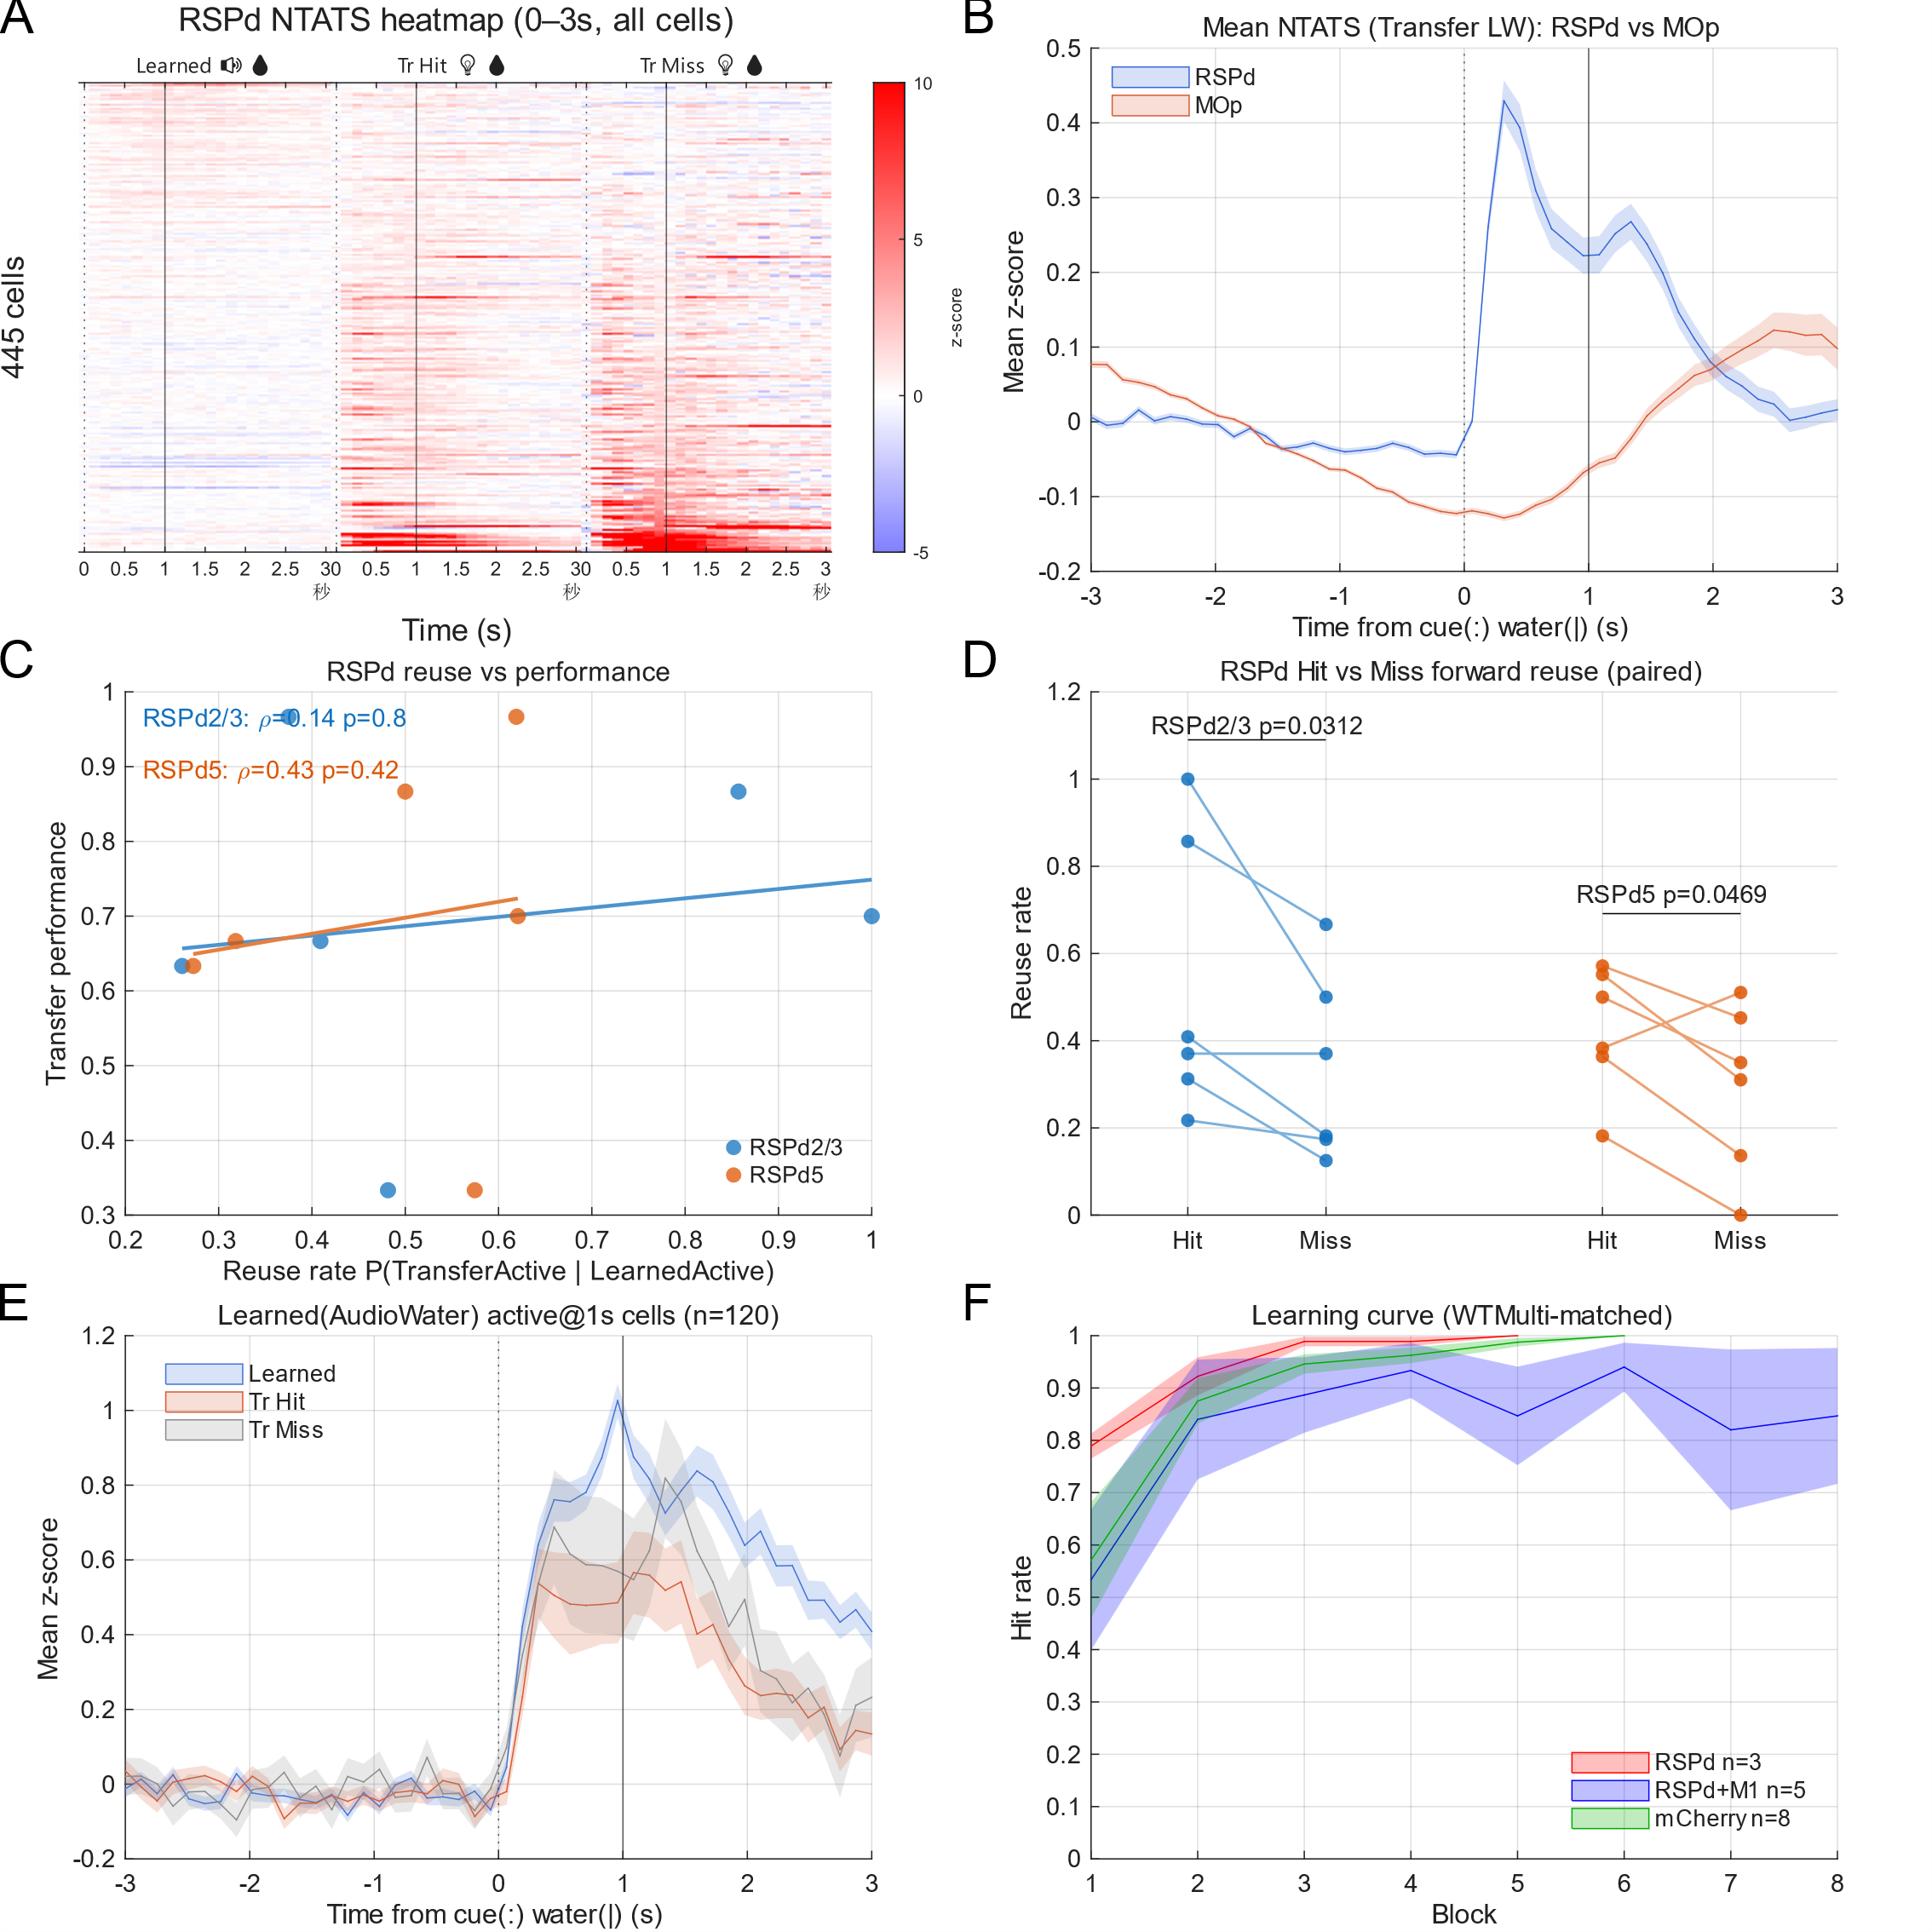 A
RSPd NTATS heatmap (0–3s, all cells)
Learned
Tr Hit
Tr Miss
445 cells
0 0.5 1 1.5 2 2.5 30 0.5 1 1.5 2 2.5 30 0.5 1 1.5 2 2.5 3
秒 秒 秒
Time (s)
10
5
0
-5
z-score
B
Mean NTATS (Transfer LW): RSPd vs MOp
RSPd
MOp
Mean z-score
0.5
0.4
0.3
0.2
0.1
0
-0.1
-0.2
-3 -2 -1 0 1 2 3
Time from cue(:) water(|) (s)
C
RSPd reuse vs performance
RSPd2/3: ρ=0.14 p=0.8
RSPd5: ρ=0.43 p=0.42
Transfer performance
1
0.9
0.8
0.7
0.6
0.5
0.4
0.3
RSPd2/3
RSPd5
0.2 0.3 0.4 0.5 0.6 0.7 0.8 0.9 1
Reuse rate P(TransferActive | LearnedActive)
D
RSPd Hit vs Miss forward reuse (paired)
RSPd2/3 p=0.0312
RSPd5 p=0.0469
Reuse rate
1.2
1
0.8
0.6
0.4
0.2
0
Hit Miss Hit Miss
E
Learned(AudioWater) active@1s cells (n=120)
Learned
Tr Hit
Tr Miss
Mean z-score
1.2
1
0.8
0.6
0.4
0.2
0
-0.2
-3 -2 -1 0 1 2 3
Time from cue(:) water(|) (s)
F
Learning curve (WTMulti-matched)
Hit rate
1
0.9
0.8
0.7
0.6
0.5
0.4
0.3
0.2
0.1
0
RSPd n=3
RSPd+M1 n=5
mCherry n=8
1 2 3 4 5 6 7 8
Block